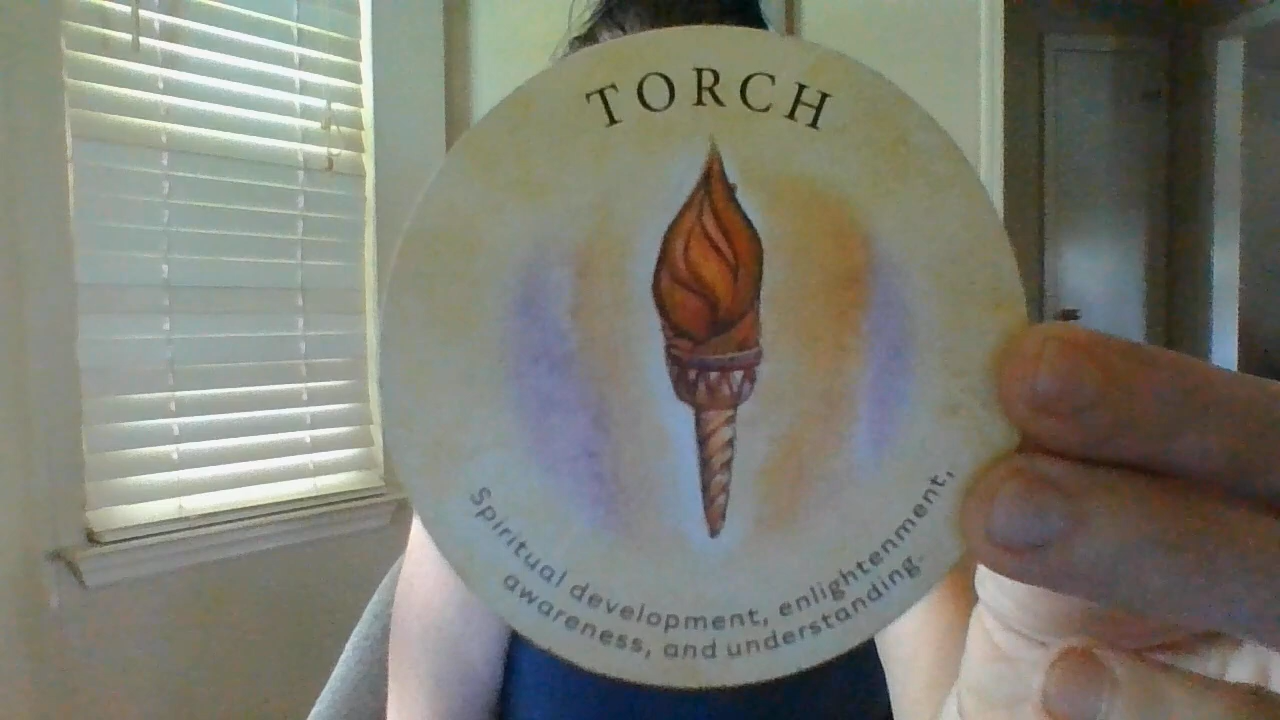 TORCH
Spiritual development, enlightenment,
awareness, and understanding.